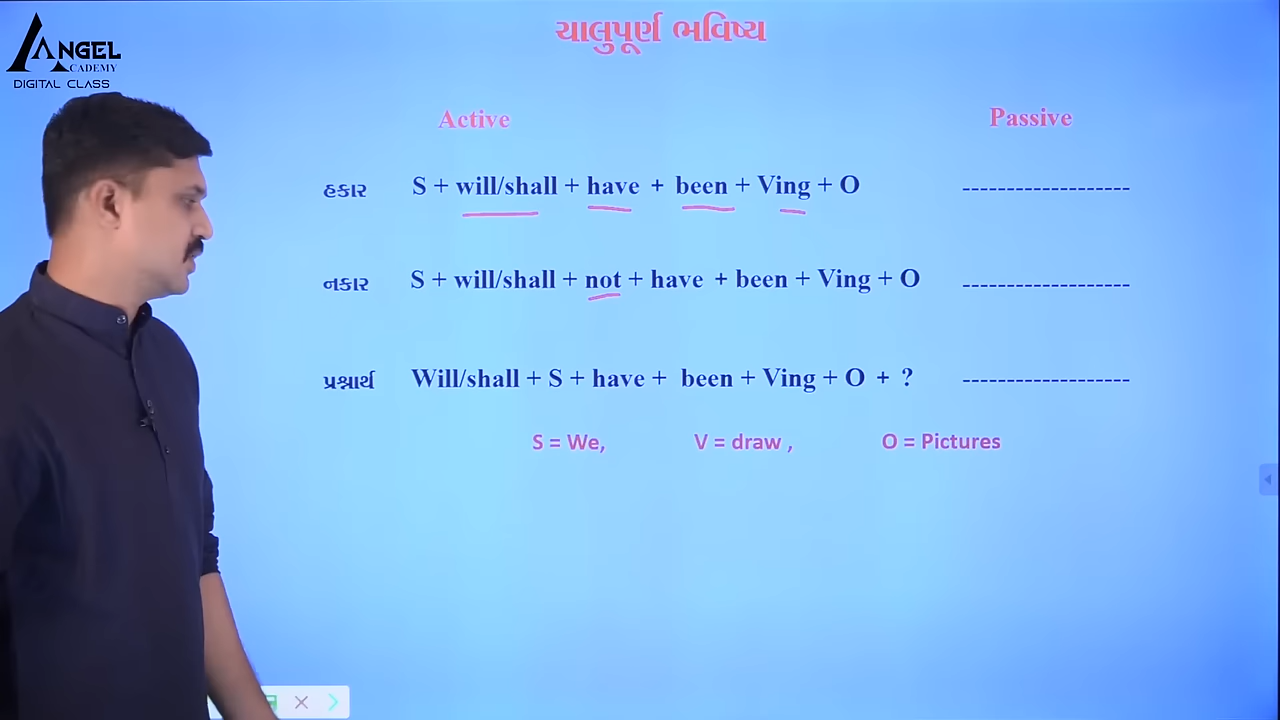 ANGEL
ACADEMY
DIGITAL CLASS
ચાલુપૂર્ણ ભવિષ્ય
Active Passive
હકાર S + will/shall + have + been + Ving + O -------------------
નકાર S + will/shall + not + have + been + Ving + O -------------------
પ્રશ્નાર્થ Will/shall + S + have + been + Ving + O + ? -------------------
S = We, V = draw , O = Pictures